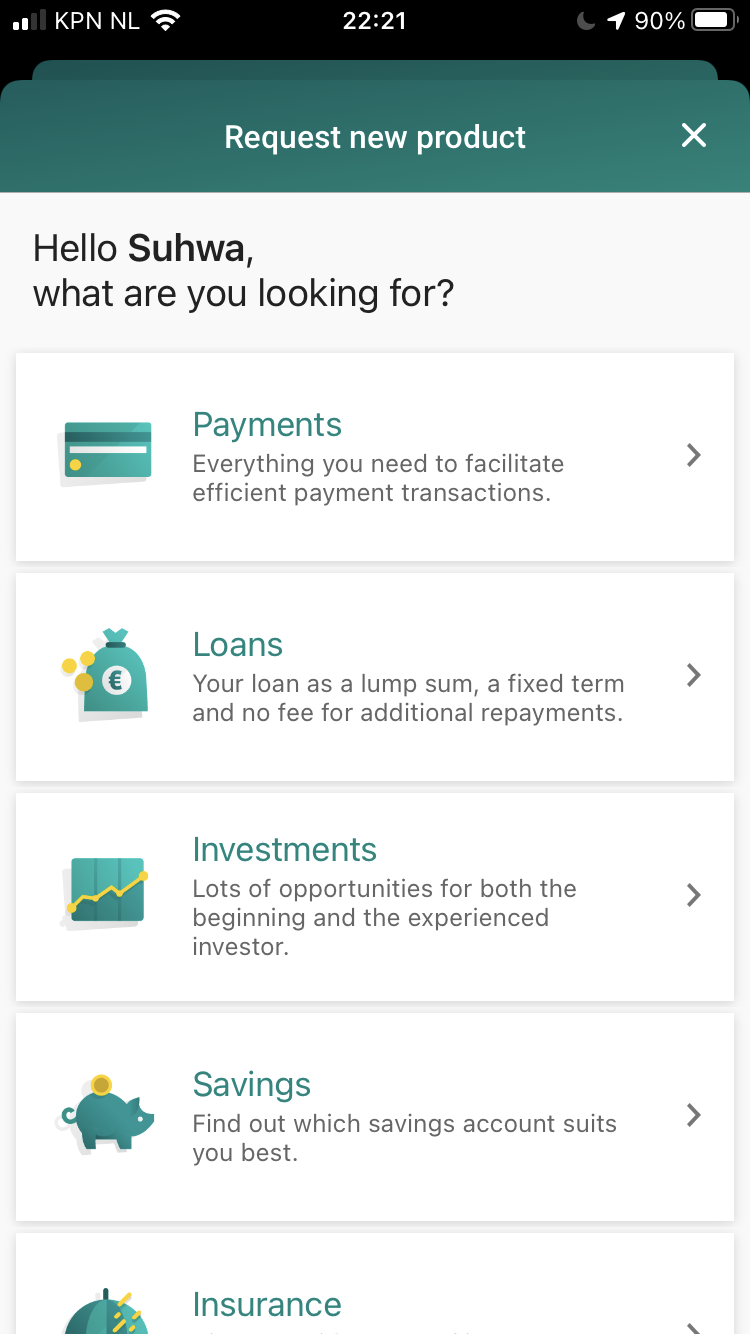 KPN NL 22:21 90%
Request new product
Hello Suhwa,
what are you looking for?
Payments
Everything you need to facilitate
efficient payment transactions.
€
Loans
Your loan as a lump sum, a fixed term
and no fee for additional repayments.
Investments
Lots of opportunities for both the
beginning and the experienced
investor.
Savings
Find out which savings account suits
you best.
Insurance